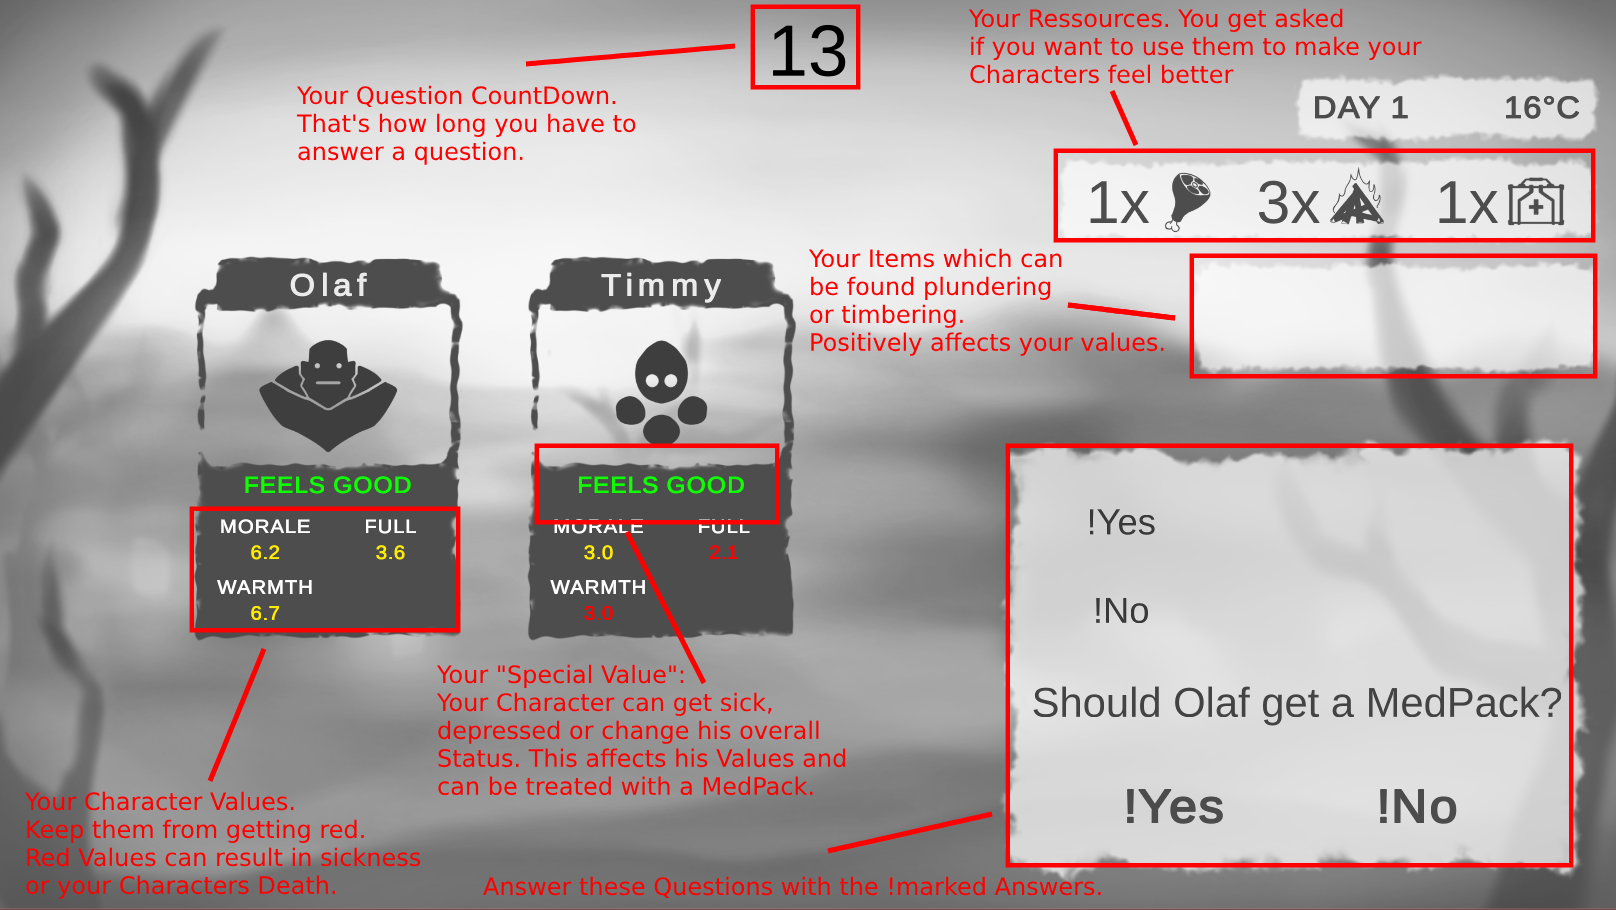 13
Your Ressources. You get asked
if you want to use them to make your
Characters feel better
Your Question CountDown.
That's how long you have to
answer a question.
DAY 1 16°C
1x 3x 1x
Your Items which can
be found plundering
or timbering.
Positively affects your values.
Olaf
FEELS GOOD
MORALE FULL
6.2 3.6
WARMTH
6.7
Timmy
FEELS GOOD
MORALE FULL
3.0 2.1
WARMTH
3.0
!Yes
!No
Should Olaf get a MedPack?
!Yes !No
Your "Special Value":
Your Character can get sick,
depressed or change his overall
Status. This affects his Values and
can be treated with a MedPack.
Your Character Values.
Keep them from getting red.
Red Values can result in sickness
or your Characters Death.
Answer these Questions with the !marked Answers.